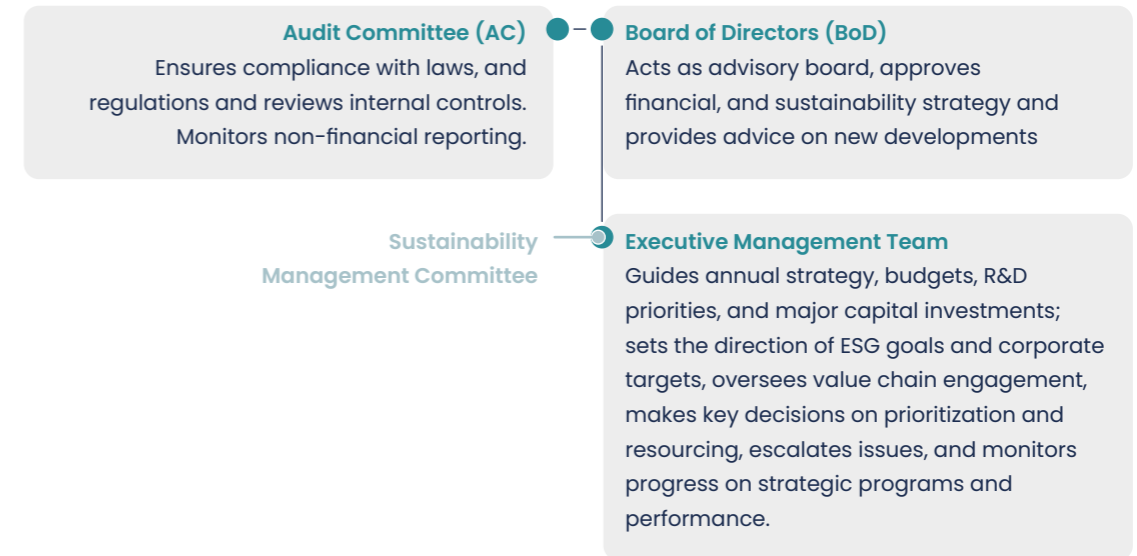 Audit Committee (AC)
Ensures compliance with laws, and
regulations and reviews internal controls.
Monitors non-financial reporting.
Board of Directors (BoD)
Acts as advisory board, approves
financial, and sustainability strategy and
provides advice on new developments
Sustainability
Management Committee
Executive Management Team
Guides annual strategy, budgets, R&D
priorities, and major capital investments;
sets the direction of ESG goals and corporate
targets, oversees value chain engagement,
makes key decisions on prioritization and
resourcing, escalates issues, and monitors
progress on strategic programs and
performance.